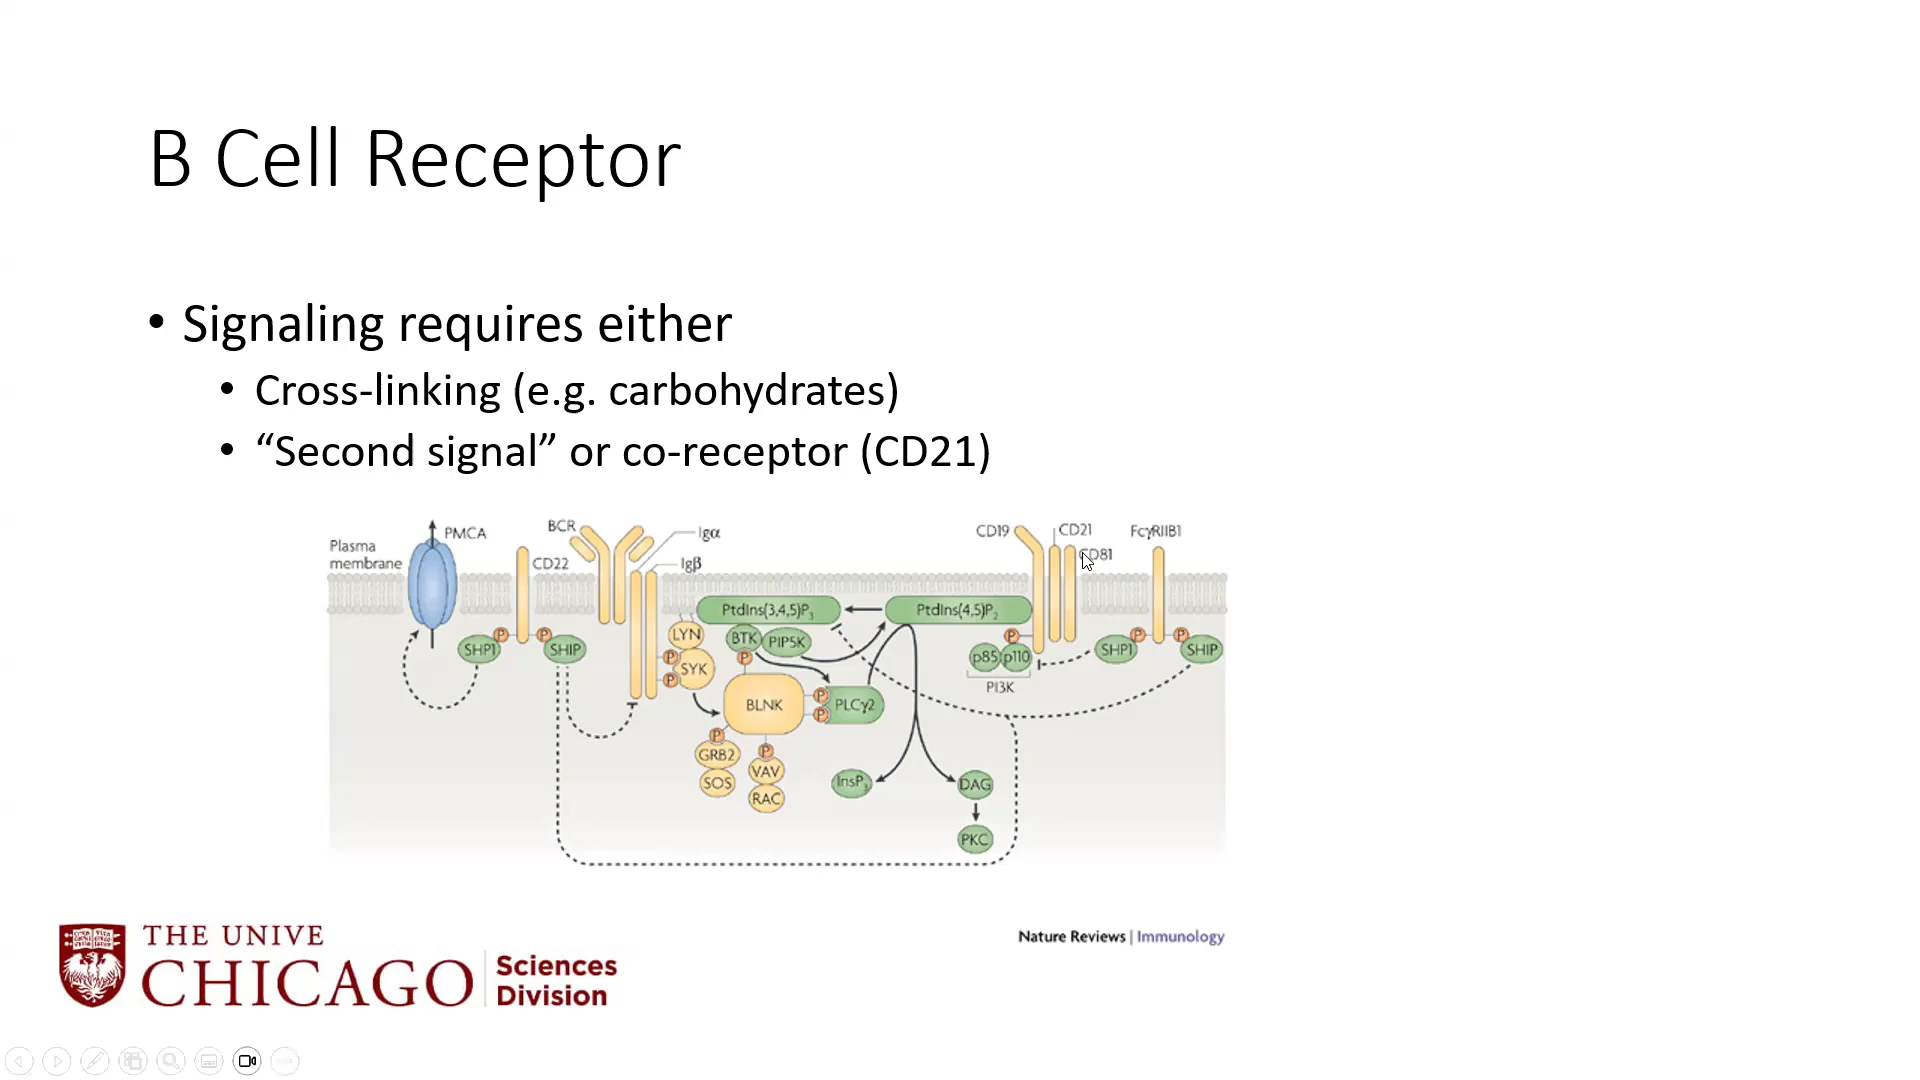 B Cell Receptor
• Signaling requires either
• Cross-linking (e.g. carbohydrates)
• “Second signal” or co-receptor (CD21)
Plasma
membrane
PMCA
CD22
BCR
Igα
Igβ
CD19
CD21
CD81
FcγRIIB1
PtdIns(3,4,5)P3
PtdIns(4,5)P2
SHP1
P
P
SHIP
LYN
P
P
SYK
BTK
PIP5K
P
BLNK
P
P
PLCγ2
P
p85
p110
PI3K
SHP1
P
P
SHIP
P
GRB2
SOS
P
VAV
RAC
InsP3
DAG
PKC
THE UNIVE
CHICAGO
Sciences
Division
Nature Reviews | Immunology